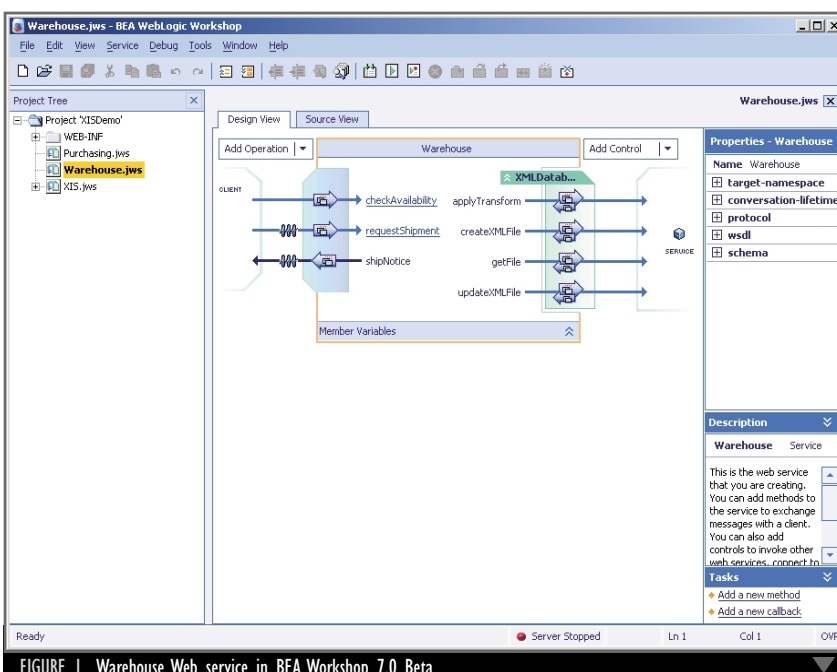 Warehouse.jws - BEA WebLogic Workshop
File Edit View Service Debug Tools Window Help
Project Tree
Project 'XISDemo'
WEB-INF
Purchasing.jws
Warehouse.jws
XIS.jws
Warehouse.jws
Design View Source View
Add Operation Warehouse Add Control
CLIENT
XMLDatab...
checkAvailability applyTransform
requestShipment createXMLFile
shipNotice getFile
updateXMLFile
SERVICE
Member Variables
Properties - Warehouse
Name Warehouse
target-namespace
conversation-lifetime
protocol
wsdl
schema
Description
Warehouse Service
This is the web service
that you are creating.
You can add methods to
the service to exchange
messages with a client.
You can also add
controls to invoke other
web services, connect to
Tasks
Add a new method
Add a new callback
Ready Server Stopped Ln 1 Col 1 OVR
FIGURE 1 Warehouse Web service in BEA Workshop 7.0 Beta